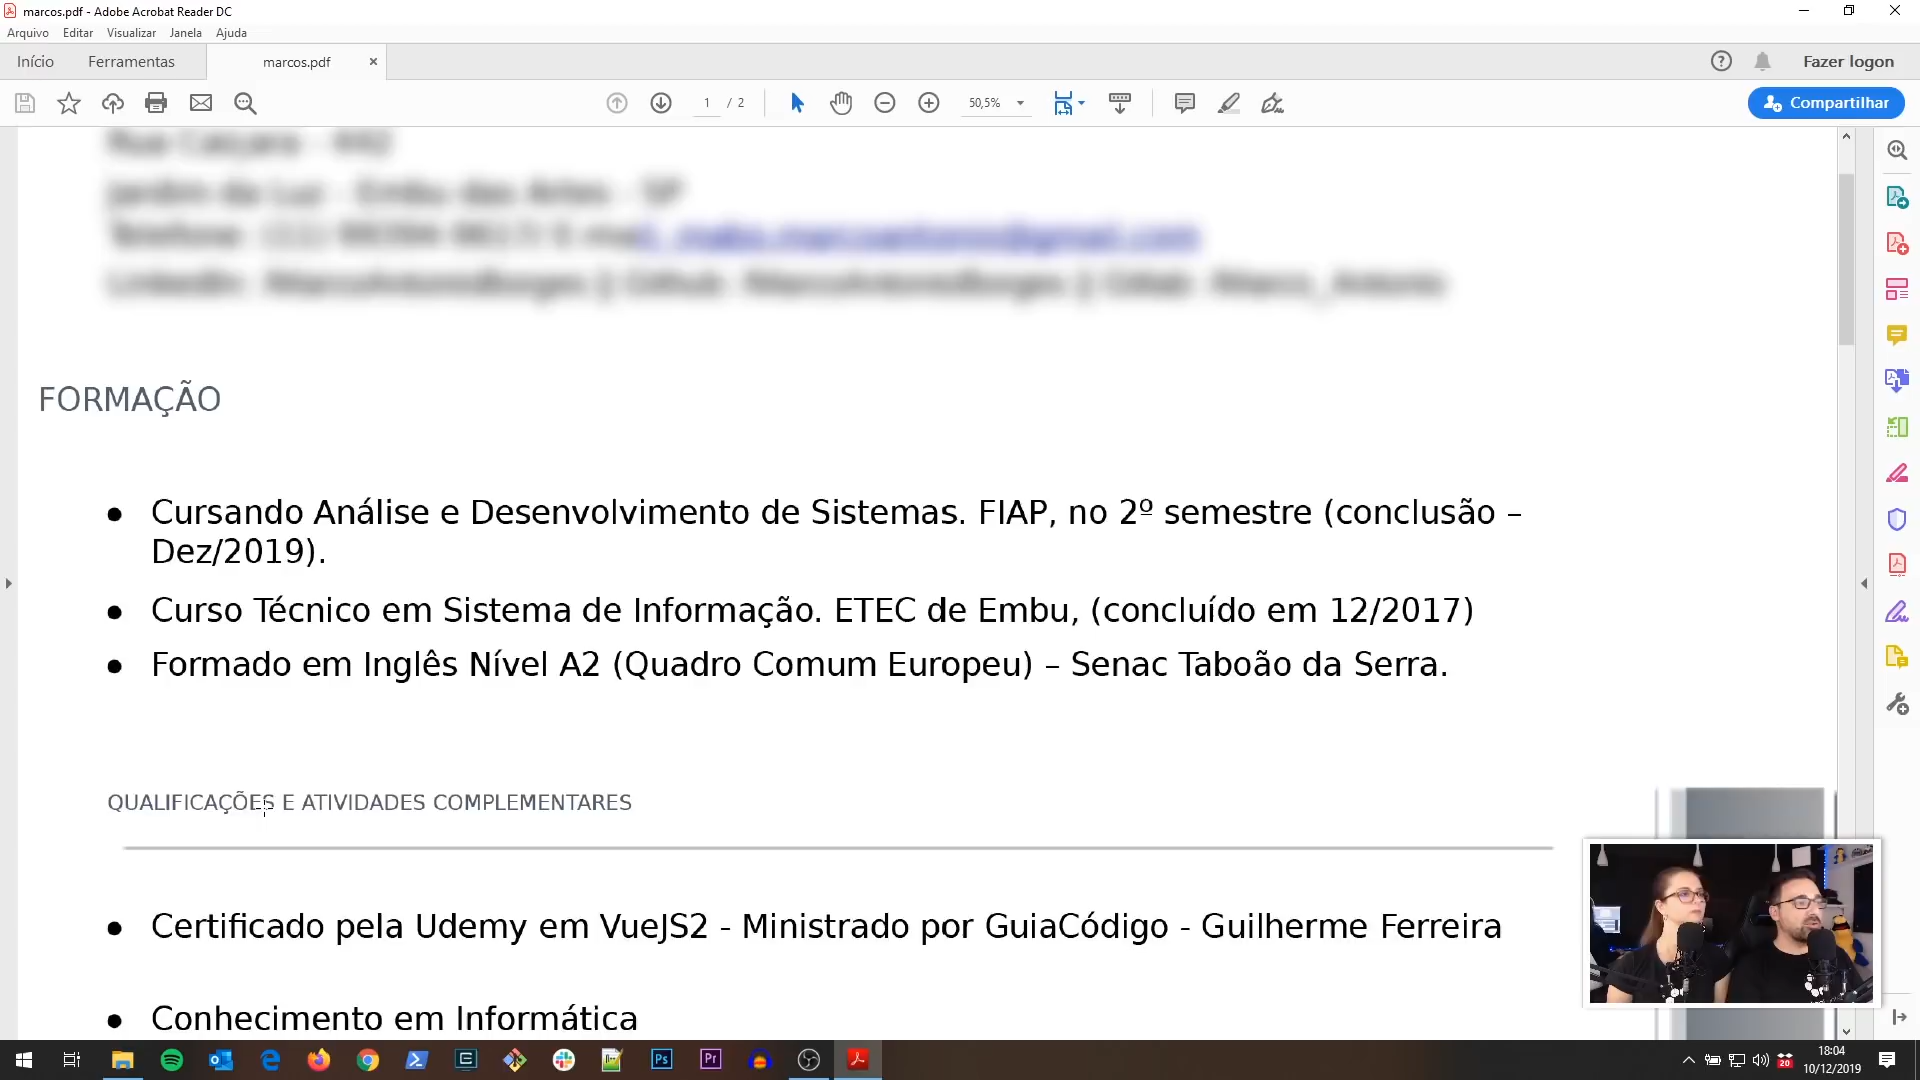 marcos.pdf - Adobe Acrobat Reader DC
Arquivo Editar Visualizar Janela Ajuda
Início Ferramentas marcos.pdf Fazer logon
1 / 2 50,5% Compartilhar
FORMAÇÃO
Cursando Análise e Desenvolvimento de Sistemas. FIAP, no 2º semestre (conclusão –
Dez/2019).
Curso Técnico em Sistema de Informação. ETEC de Embu, (concluído em 12/2017)
Formado em Inglês Nível A2 (Quadro Comum Europeu) – Senac Taboão da Serra.
QUALIFICAÇÕES E ATIVIDADES COMPLEMENTARES
Certificado pela Udemy em VueJS2 - Ministrado por GuiaCódigo - Guilherme Ferreira
Conhecimento em Informática
Ps Pr 20 18:04
10/12/2019